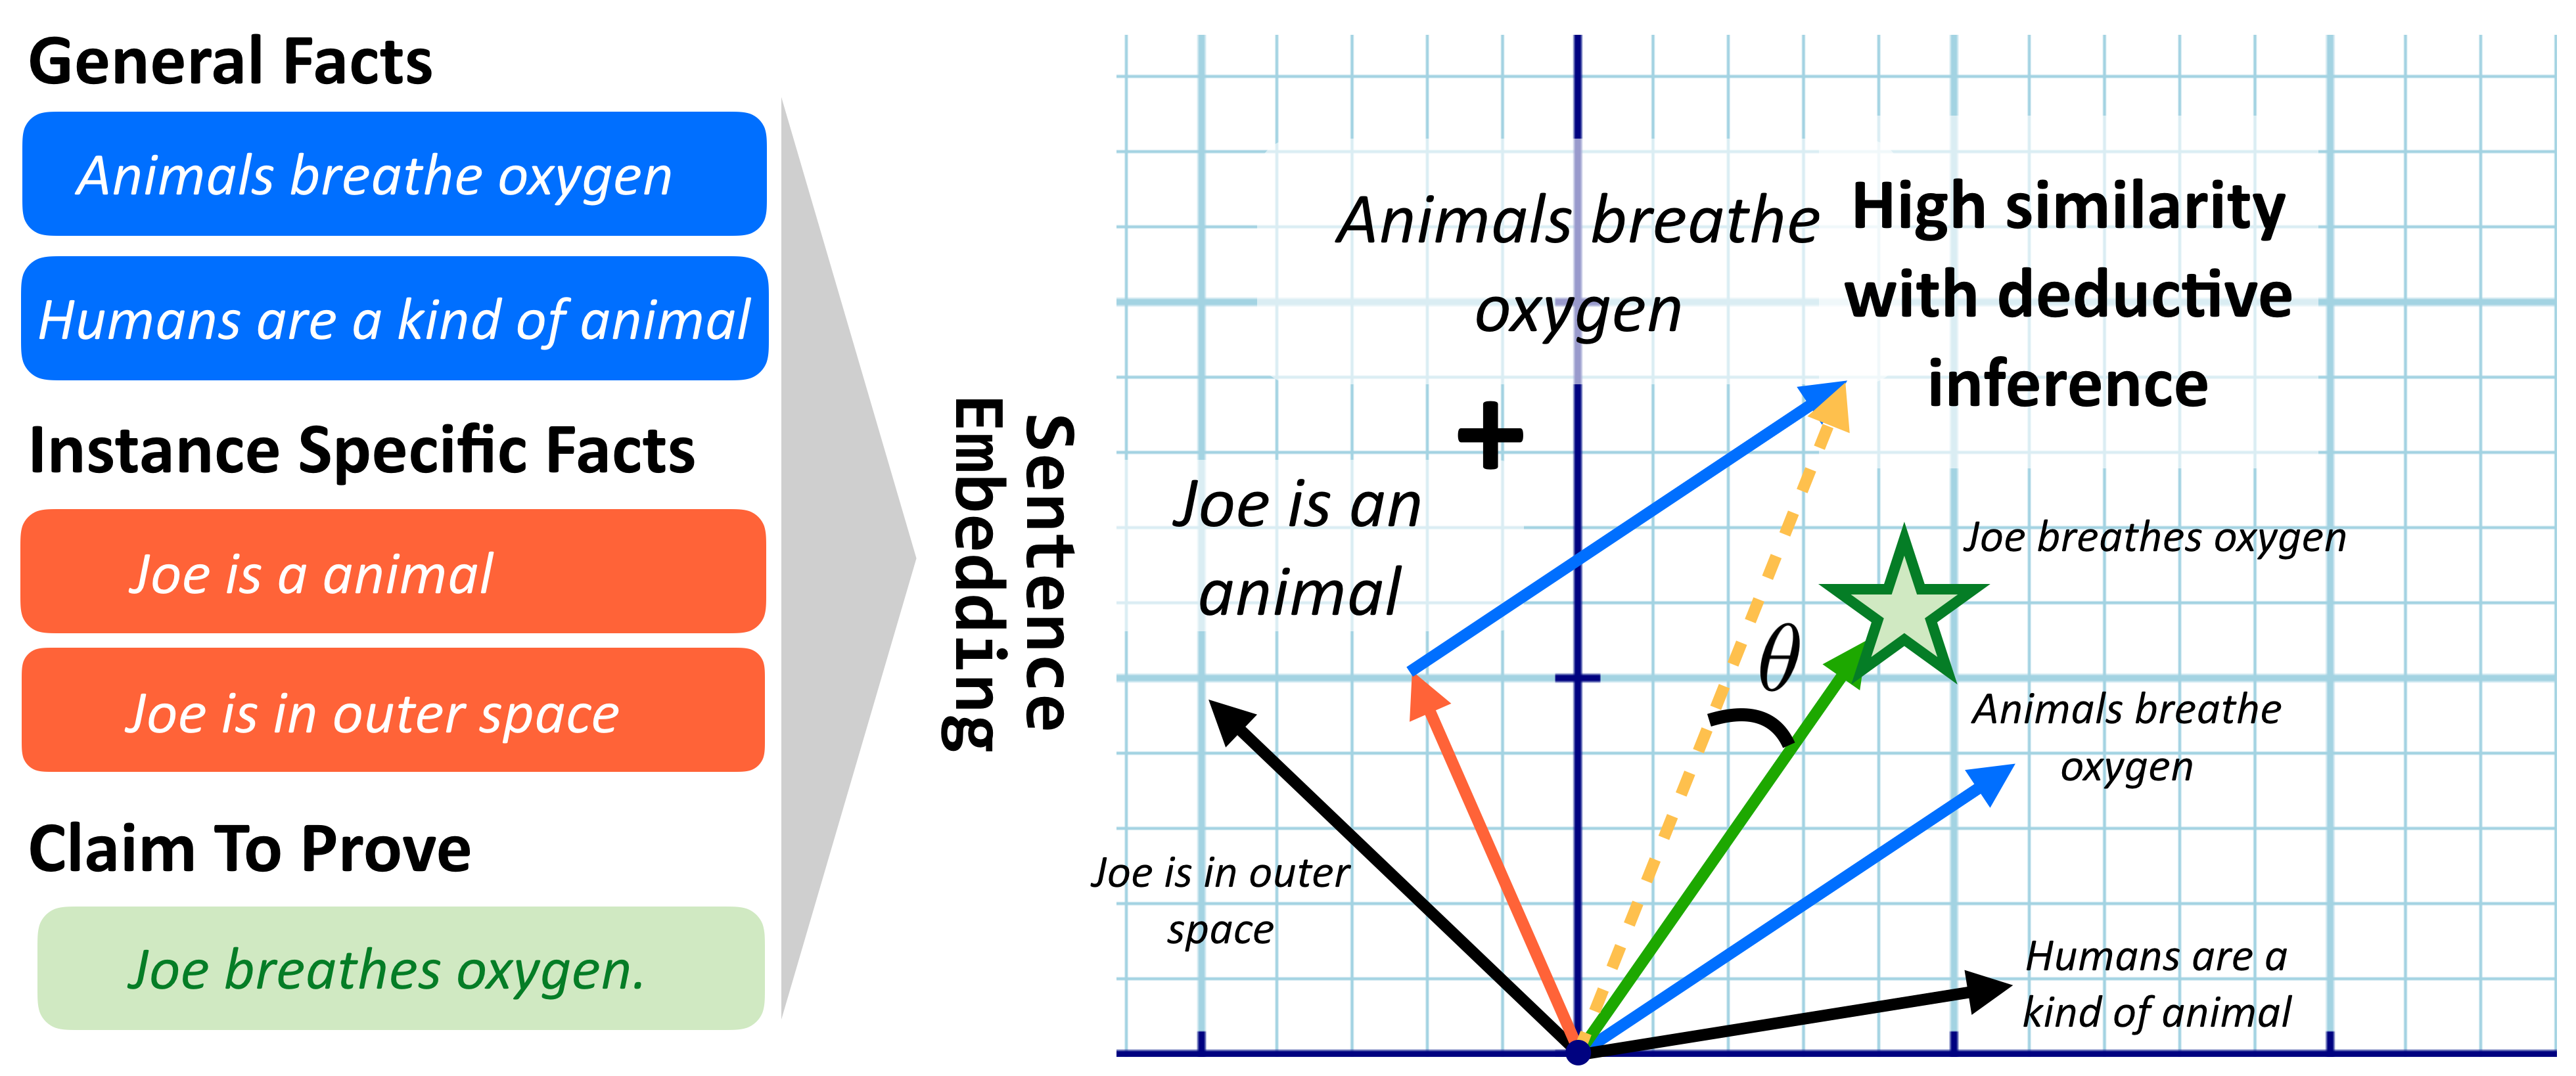 General Facts
Animals breathe oxygen
Humans are a kind of animal
Instance Specific Facts
Joe is a animal
Joe is in outer space
Claim To Prove
Joe breathes oxygen.
Sentence
Embedding
Animals breathe
oxygen
+
Joe is an
animal
High similarity
with deductive
inference
Joe breathes oxygen
θ
Animals breathe
oxygen
Joe is in outer
space
Humans are a
kind of animal